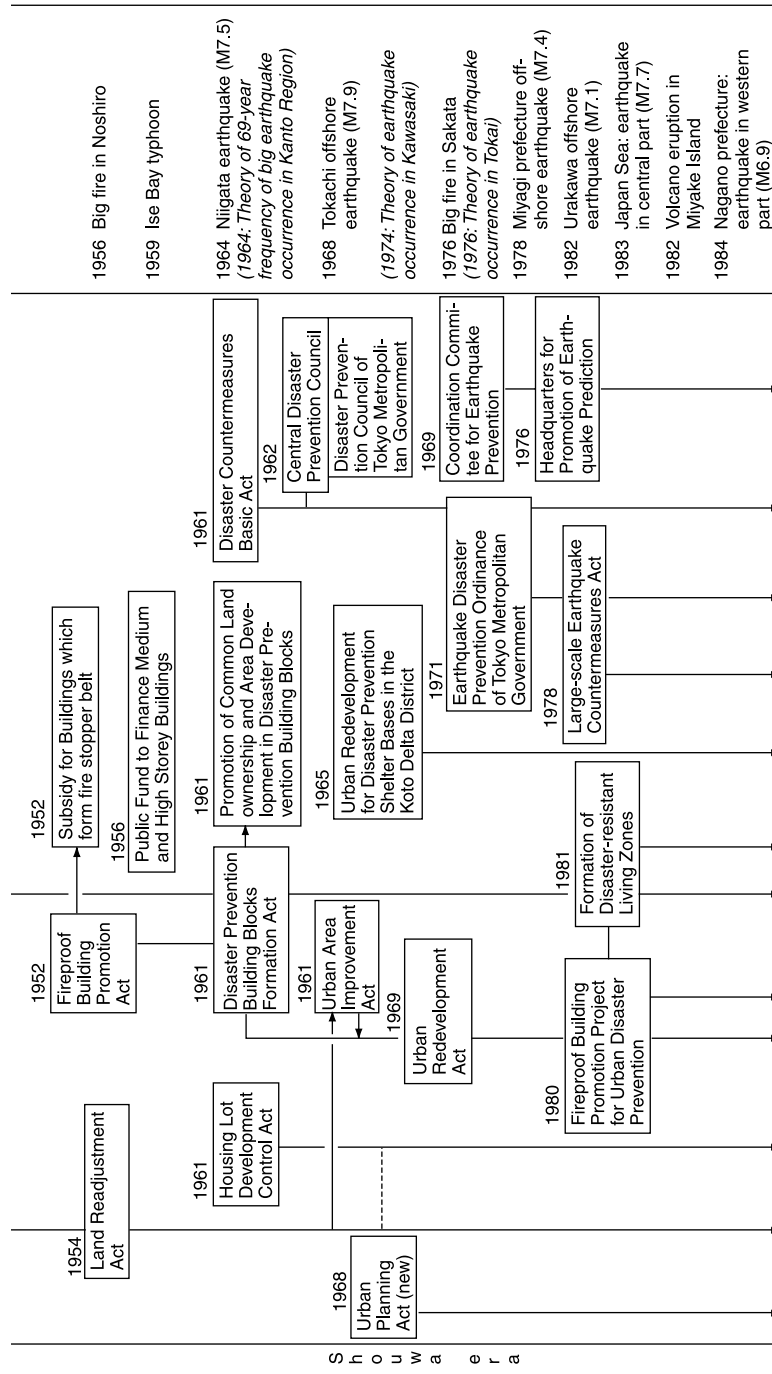 Showa era
1954
Land Readjustment
Act
1968
Urban
Planning
Act (new)
1961
Housing Lot
Development
Control Act
1952
Fireproof
Building
Promotion
Act
1961
Disaster Prevention
Building Blocks
Formation Act
1961
Urban Area
Improvement
Act
1969
Urban
Redevelopment
Act
1980
Fireproof Building
Promotion Project
for Urban Disaster
Prevention
1952
Subsidy for Buildings which
form fire stopper belt
1956
Public Fund to Finance Medium
and High Storey Buildings
1961
Promotion of Common Land
ownership and Area Deve-
lopment in Disaster Pre-
vention Building Blocks
1965
Urban Redevelopment
for Disaster Prevention
Shelter Bases in the
Koto Delta District
1981
Formation of
Disaster-resistant
Living Zones
1971
Earthquake Disaster
Prevention Ordinance
of Tokyo Metropolitan
Government
1978
Large-scale Earthquake
Countermeasures Act
1961
Disaster Countermeasures
Basic Act
1962
Central Disaster
Prevention Council
Disaster Preven-
tion Council of
Tokyo Metropoli-
tan Government
1969
Coordination Commi-
tee for Earthquake
Prevention
1976
Headquarters for
Promotion of Earth-
quake Prediction
1956 Big fire in Noshiro
1959 Ise Bay typhoon
1964 Niigata earthquake (M7.5)
(1964: Theory of 69-year
frequency of big earthquake
occurrence in Kanto Region)
1968 Tokachi offshore
earthquake (M7.9)
(1974: Theory of earthquake
occurrence in Kawasaki)
1976 Big fire in Sakata
(1976: Theory of earthquake
occurrence in Tokai)
1978 Miyagi prefecture off-
shore earthquake (M7.4)
1982 Urakawa offshore
earthquake (M7.1)
1983 Japan Sea: earthquake
in central part (M7.7)
1982 Volcano eruption in
Miyake Island
1984 Nagano prefecture:
earthquake in western
part (M6.9)